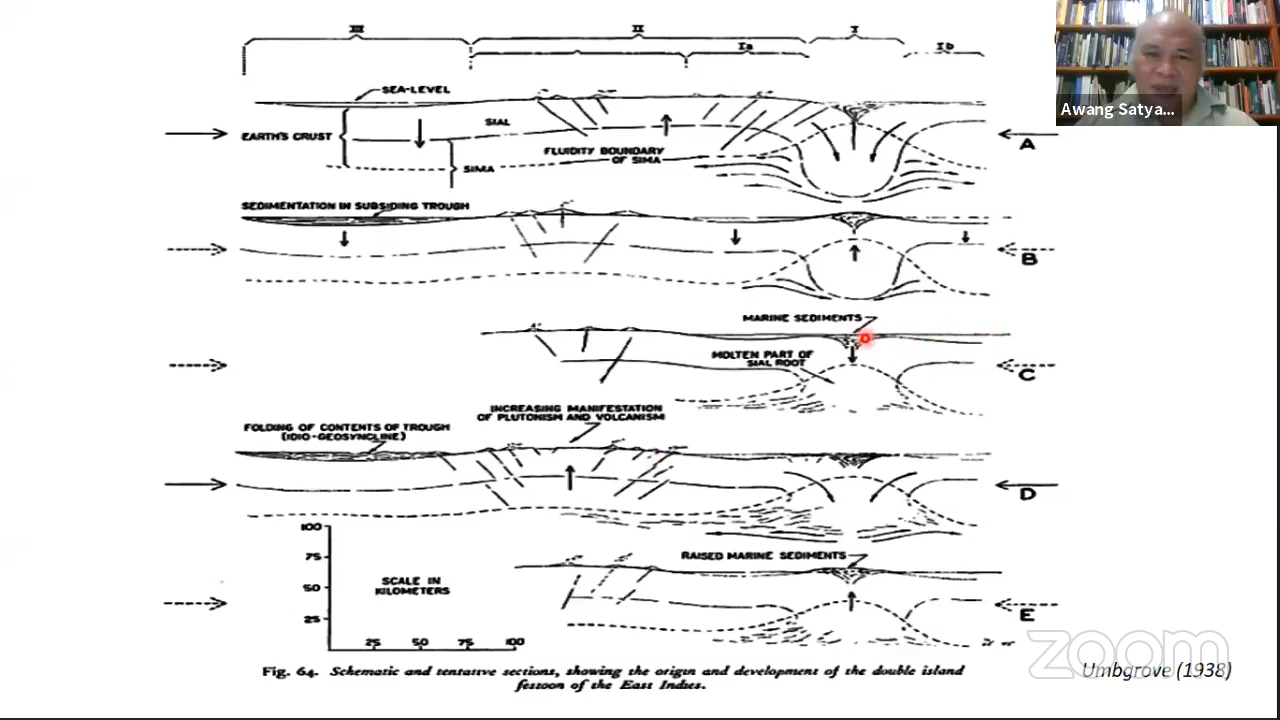 III
II
Ia
I
Ib
Awang Satya...
SEA-LEVEL
EARTH'S CRUST
SIAL
FLUIDITY BOUNDARY
OF SIMA
SIMA
A
SEDIMENTATION IN SUBSIDING TROUGH
B
MARINE SEDIMENTS
MOLTEN PART OF
SIAL ROOT
C
INCREASING MANIFESTATION
OF PLUTONISM AND VOLCANISM
FOLDING OF CONTENTS OF TROUGH
(IDIO-GEOSYNCLINE)
D
100
75
50
25
SCALE IN
KILOMETERS
25 50 75 100
RAISED MARINE SEDIMENTS
E
zoom
Umbgrove (1938)
Fig. 64. Schematic and tentative sections, showing the origin and development of the double island
festoon of the East Indies.